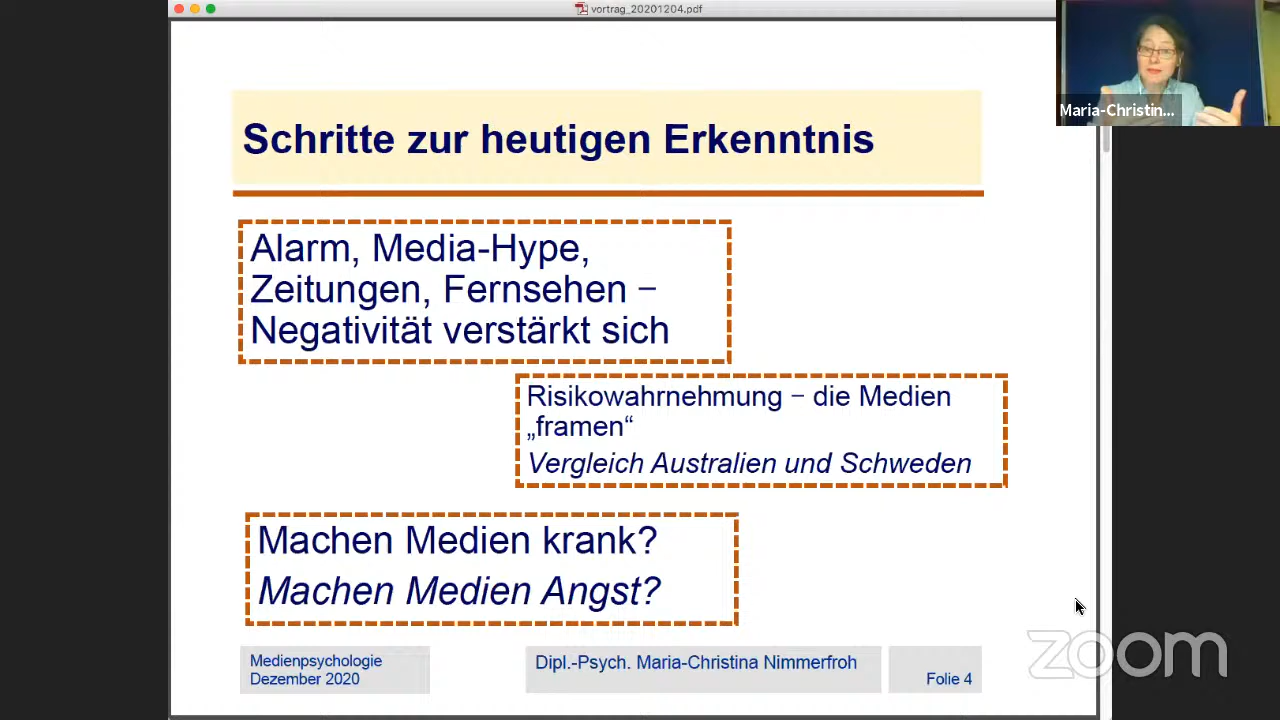 vortrag_20201204.pdf
Maria-Christin...
Schritte zur heutigen Erkenntnis
Alarm, Media-Hype,
Zeitungen, Fernsehen –
Negativität verstärkt sich
Risikowahrnehmung – die Medien
„framen“
Vergleich Australien und Schweden
Machen Medien krank?
Machen Medien Angst?
Medienpsychologie
Dezember 2020
Dipl.-Psych. Maria-Christina Nimmerfroh
Folie 4
zoom